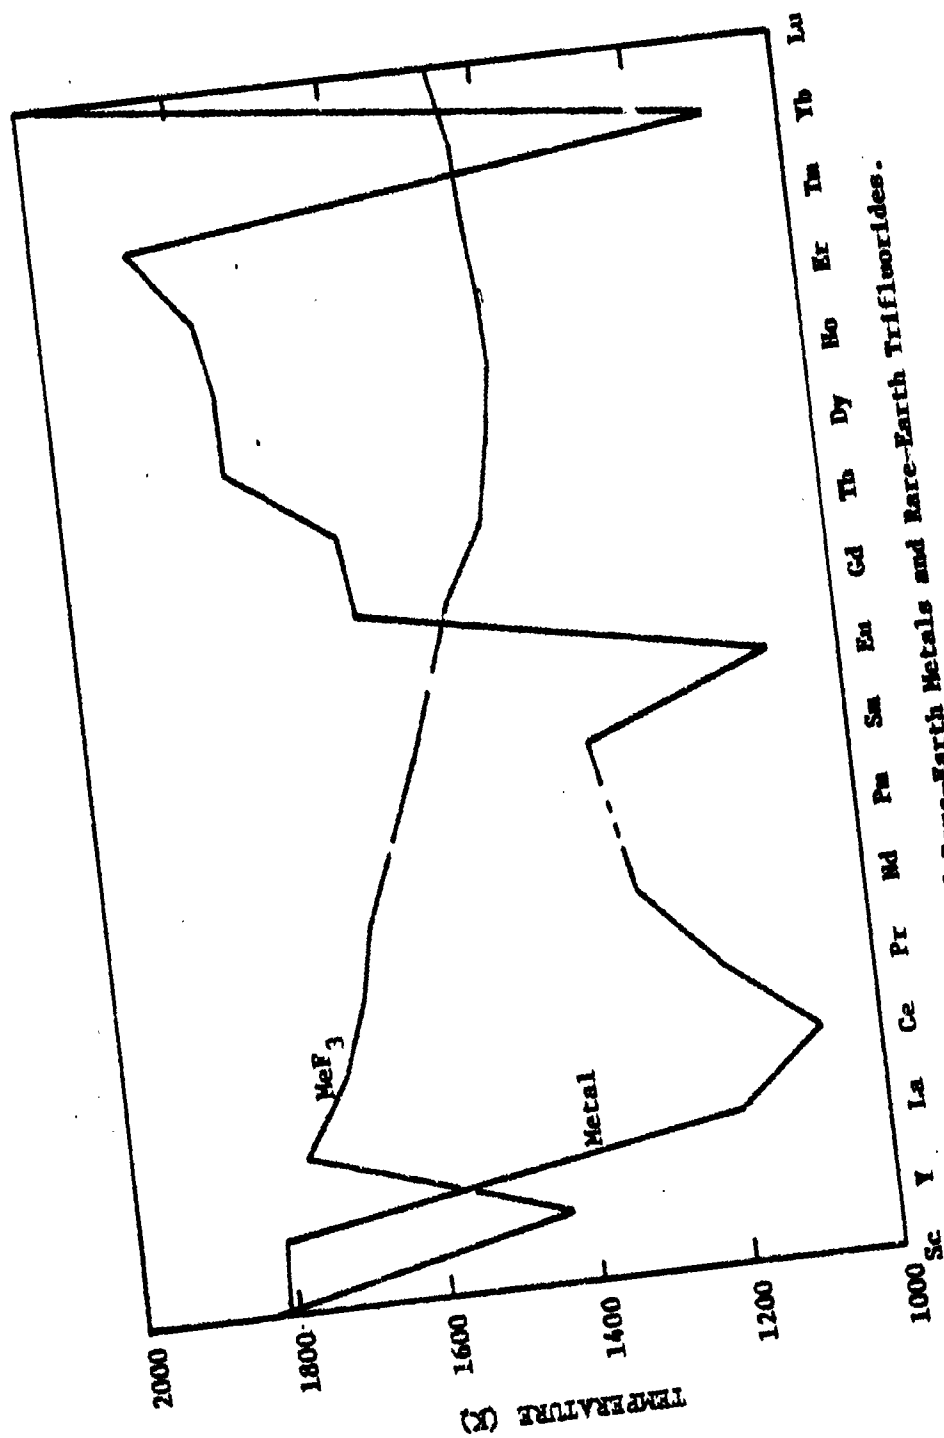 TEMPERATURE (K)
2000
1800
1600
1400
1200
1000
MeF3
Metal
Sc Y La Ce Pr Nd Pm Sm Eu Gd Tb Dy Ho Er Tm Yb Lu
Rare-Earth Metals and Rare-Earth Trifluorides.